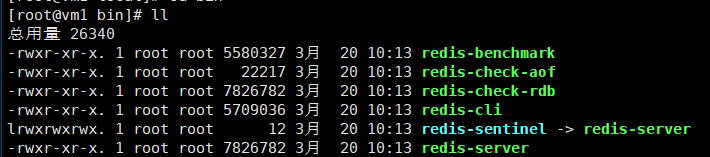 [root@vm1 bin]# ll
总用量 26340
-rwxr-xr-x. 1 root root 5580327 3月  20 10:13 redis-benchmark
-rwxr-xr-x. 1 root root   22217 3月  20 10:13 redis-check-aof
-rwxr-xr-x. 1 root root 7826782 3月  20 10:13 redis-check-rdb
-rwxr-xr-x. 1 root root 5709036 3月  20 10:13 redis-cli
lrwxrwxrwx. 1 root root      12 3月  20 10:13 redis-sentinel -> redis-server
-rwxr-xr-x. 1 root root 7826782 3月  20 10:13 redis-server